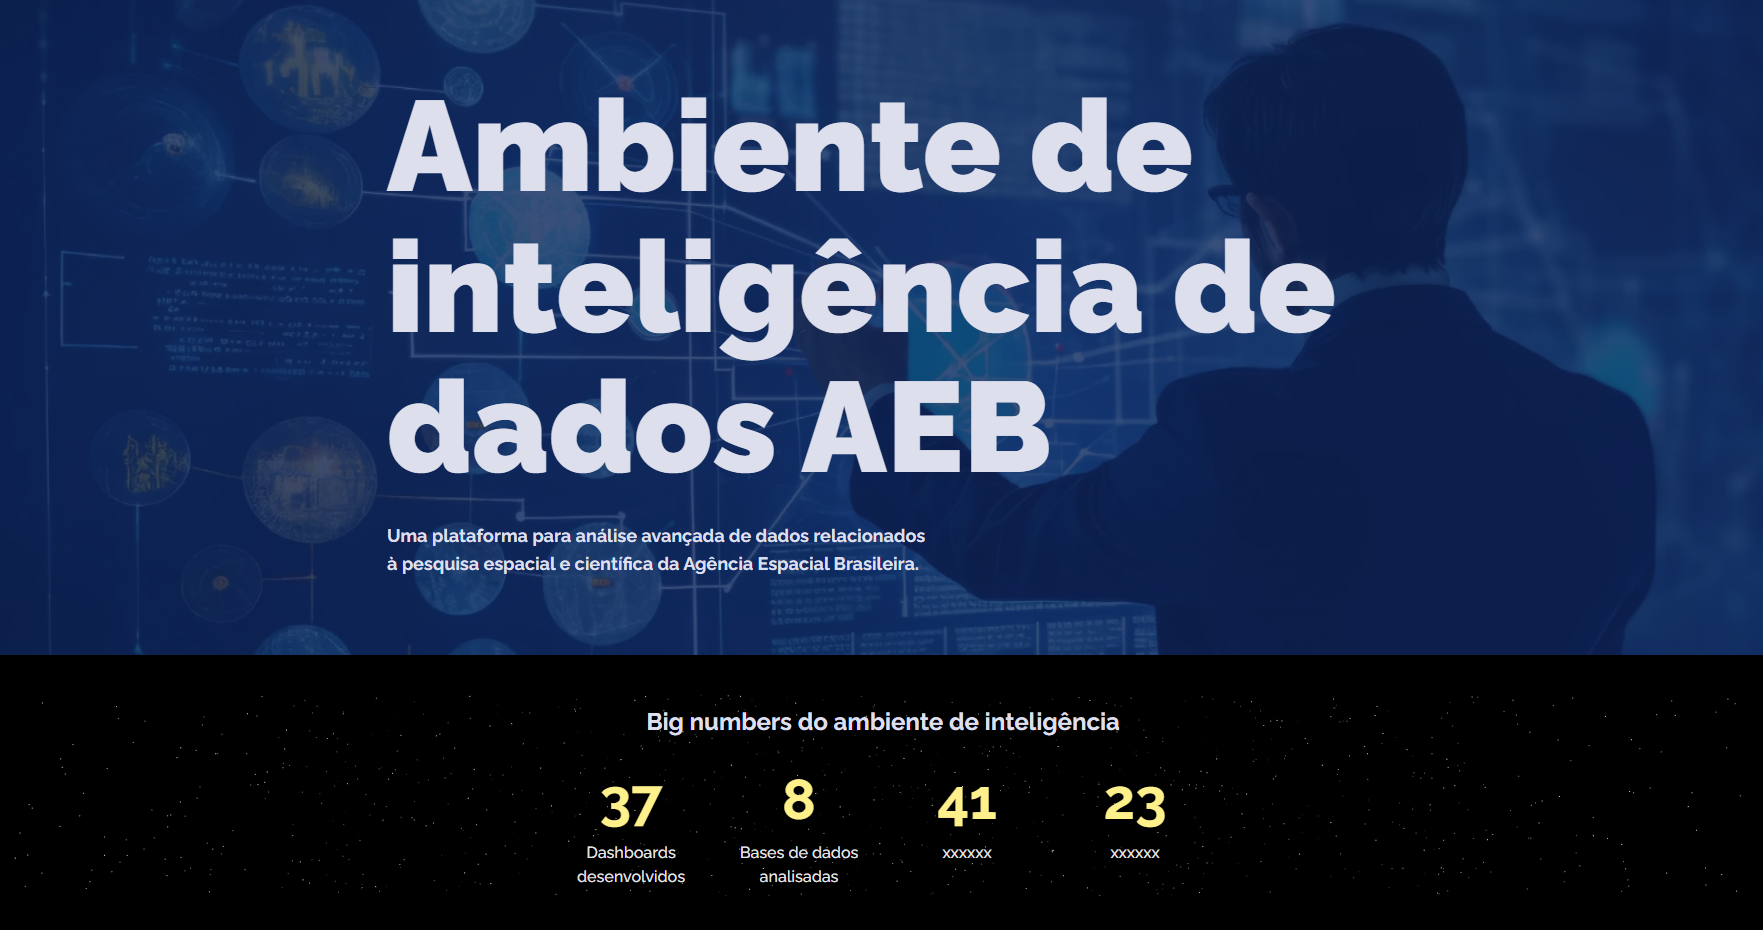 Ambiente de
inteligência de
dados AEB
Uma plataforma para análise avançada de dados relacionados
à pesquisa espacial e científica da Agência Espacial Brasileira.
Big numbers do ambiente de inteligência
37
8
41
23
Dashboards
desenvolvidos
Bases de dados
analisadas
xxxxxx
xxxxxx